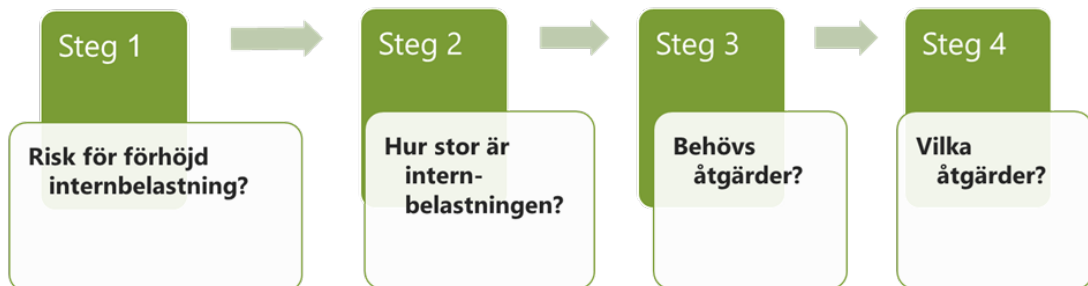 Steg 1
Risk för förhöjd
internbelastning?
Steg 2
Hur stor är
intern-
belastningen?
Steg 3
Behövs
åtgärder?
Steg 4
Vilka
åtgärder?